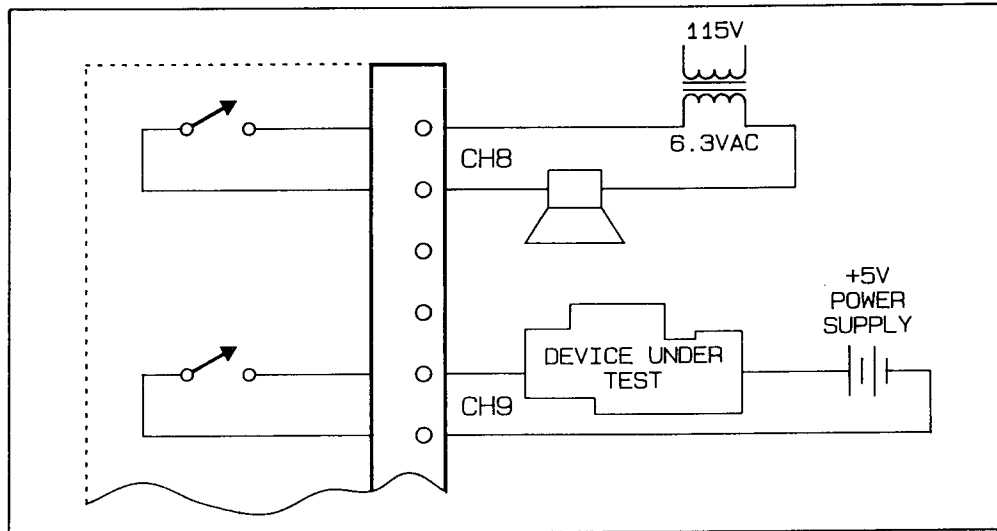 115V
6.3VAC
CH8
+5V
POWER
SUPPLY
DEVICE UNDER
TEST
CH9